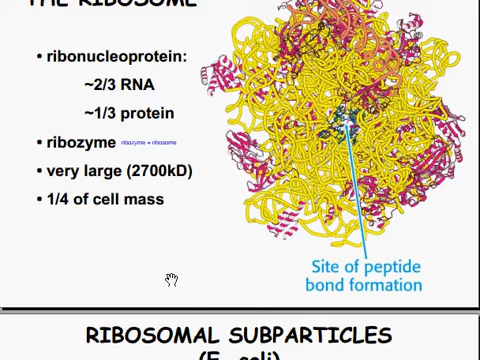 THE RIBOSOME
• ribonucleoprotein:
~2/3 RNA
~1/3 protein
• ribozyme ribozyme = ribosome
• very large (2700kD)
• 1/4 of cell mass
Site of peptide
bond formation
RIBOSOMAL SUBPARTICLES
(E. coli)